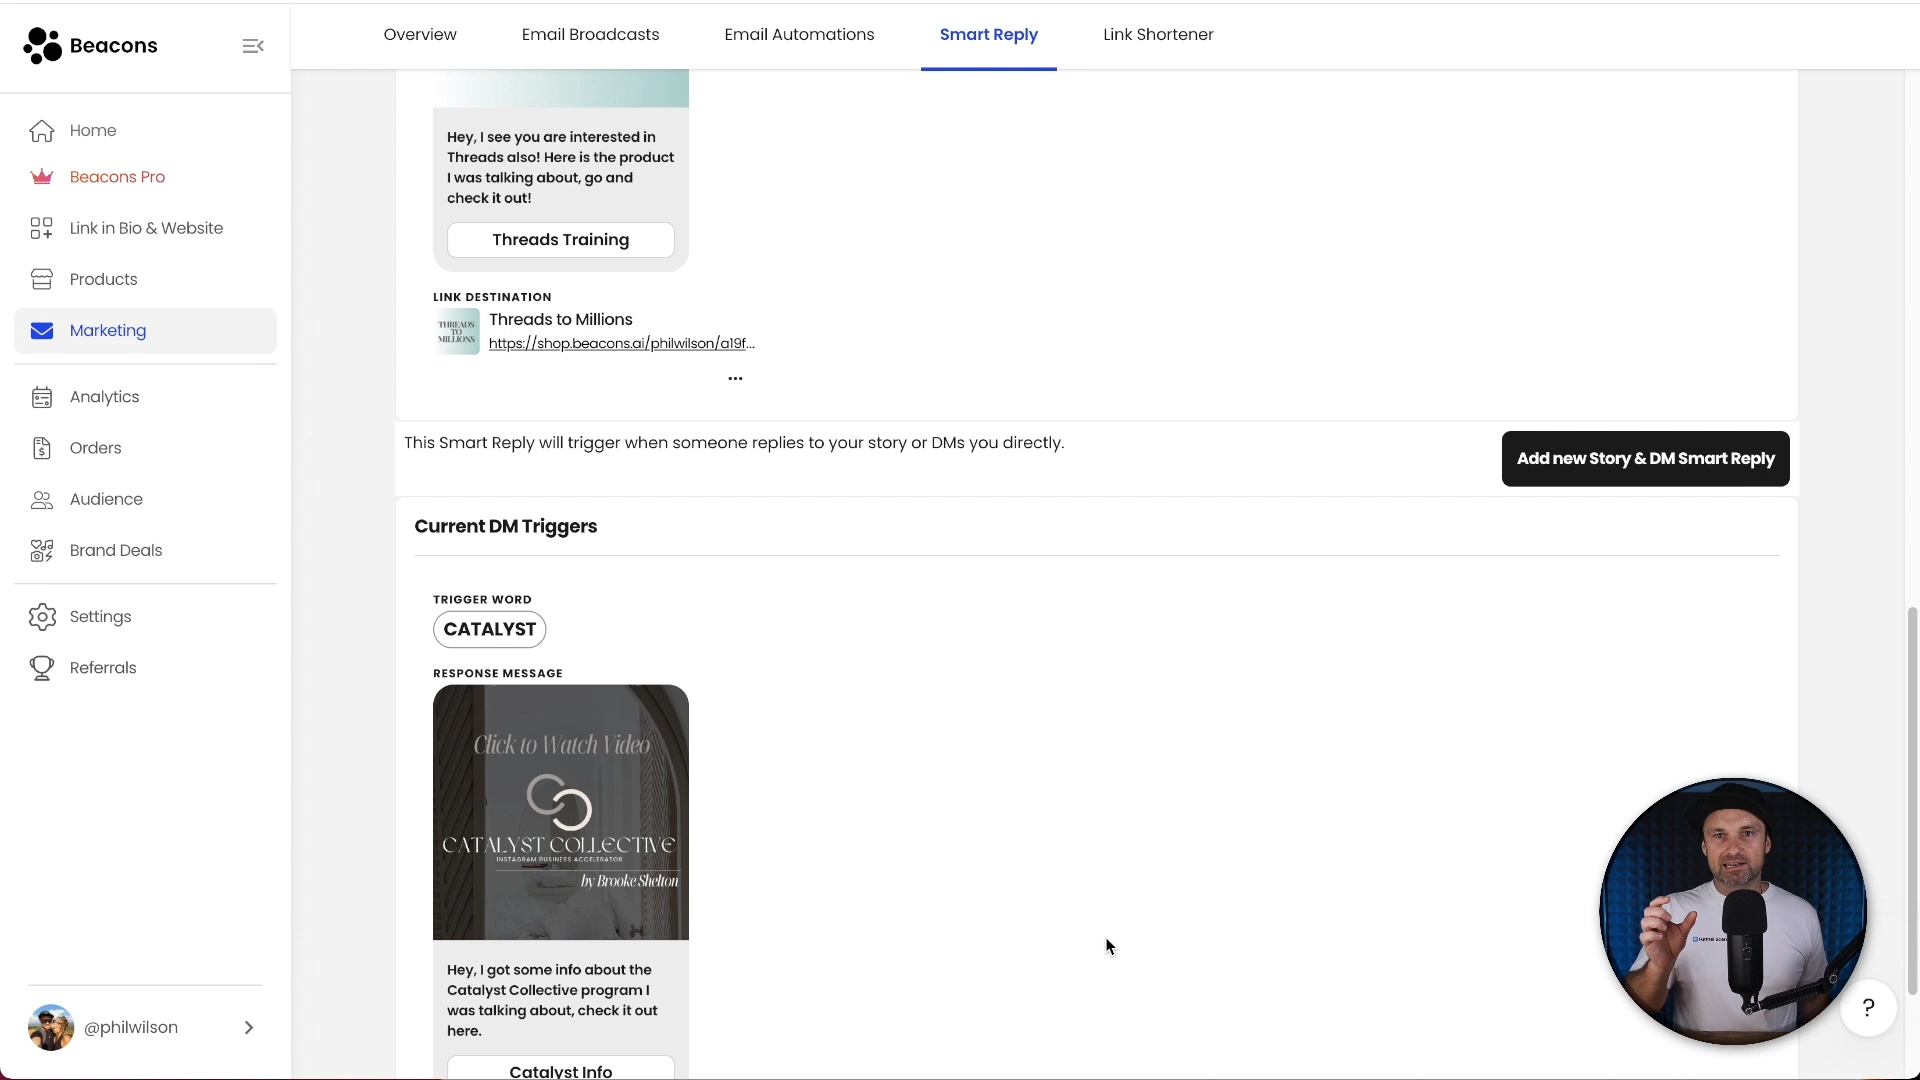 Beacons
Overview
Email Broadcasts
Email Automations
Smart Reply
Link Shortener
Home
Beacons Pro
Link in Bio & Website
Products
Marketing
Analytics
Orders
Audience
Brand Deals
Settings
Referrals
@philwilson
Hey, I see you are interested in
Threads also! Here is the product
I was talking about, go and
check it out!
Threads Training
LINK DESTINATION
THREADS
TO
MILLIONS
Threads to Millions
https://shop.beacons.ai/philwilson/a19f...
...
This Smart Reply will trigger when someone replies to your story or DMs you directly.
Add new Story & DM Smart Reply
Current DM Triggers
TRIGGER WORD
CATALYST
RESPONSE MESSAGE
Click to Watch Video
CATALYST COLLECTIVE
INSTAGRAM BUSINESS ACCELERATOR
by Brooke Shelton
Hey, I got some info about the
Catalyst Collective program I
was talking about, check it out
here.
Catalyst Info
?